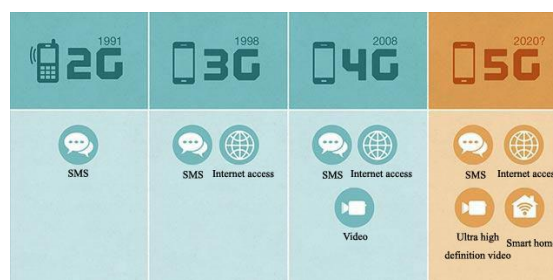 1991
2G
1998
3G
2008
4G
2020?
5G
SMS
SMS Internet access
SMS Internet access
Video
SMS Internet acces
Ultra high
definition video
Smart hom